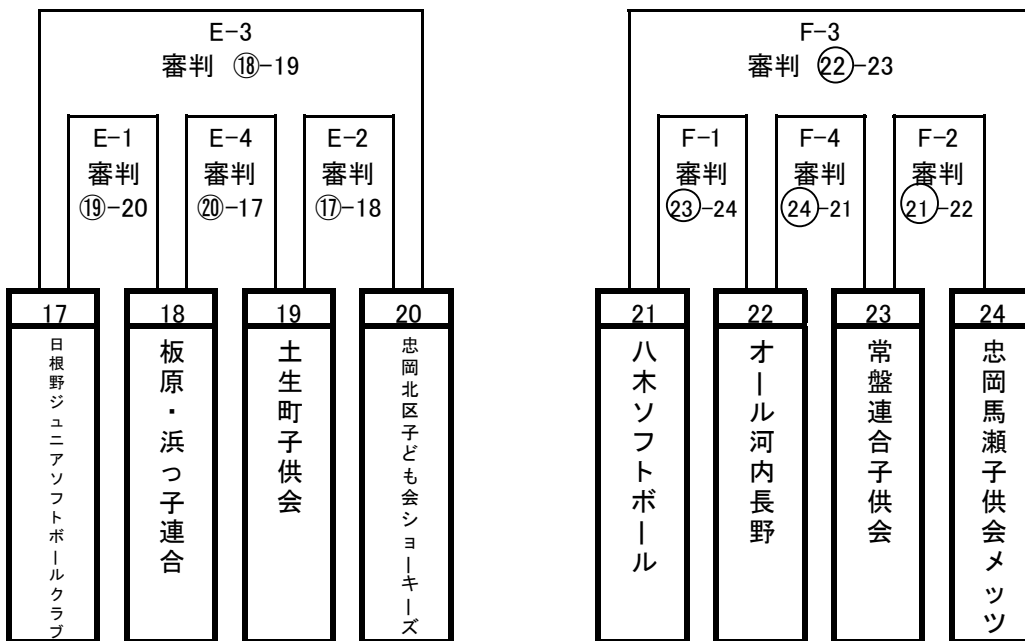 E-3
審判 ⑱-19
E-1
審判
⑲-20
E-4
審判
⑳-17
E-2
審判
⑰-18
17
日根野ジュニアソフトボールクラブ
18
板原・浜っ子連合
19
土生町子供会
20
忠岡北区子ども会ショーキーズ
F-3
審判 ㉒-23
F-1
審判
㉓-24
F-4
審判
㉔-21
F-2
審判
㉑-22
21
八木ソフトボール
22
オール河内長野
23
常盤連合子供会
24
忠岡馬瀬子供会メッツ